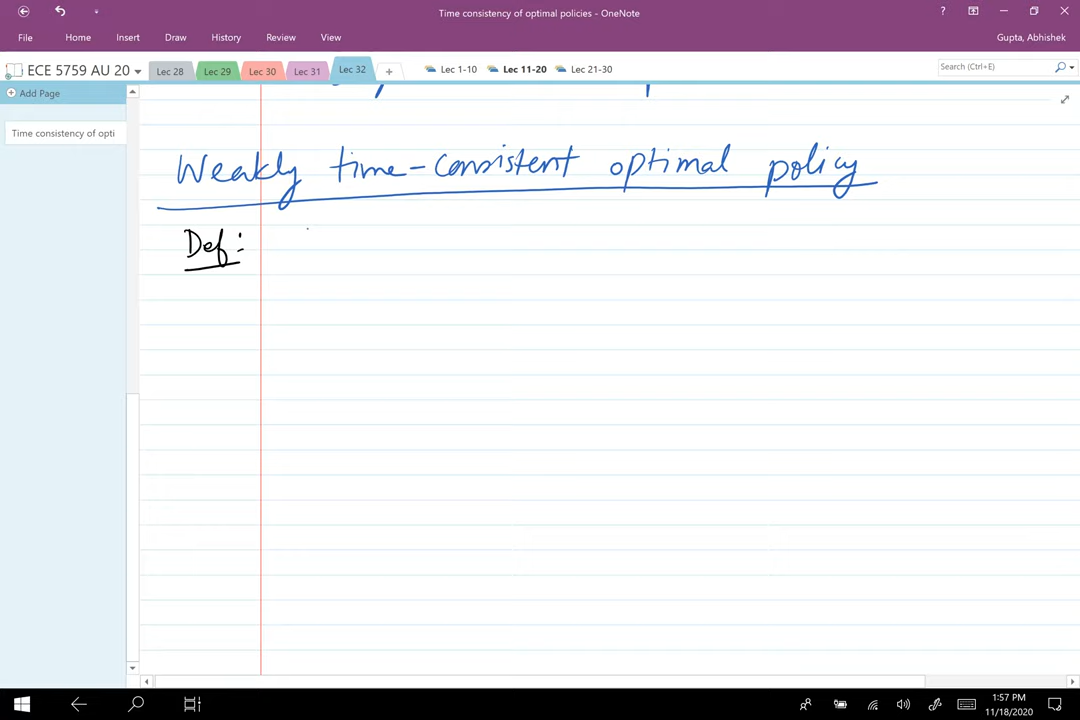 Time consistency of optimal policies - OneNote
File Home Insert Draw History Review View
Gupta, Abhishek
ECE 5759 AU 20
Lec 28 Lec 29 Lec 30 Lec 31 Lec 32
Lec 1-10 Lec 11-20 Lec 21-30
Search (Ctrl+E)
Add Page
Time consistency of opti
Weakly time-consistent optimal policy
Def:
1:57 PM
11/18/2020